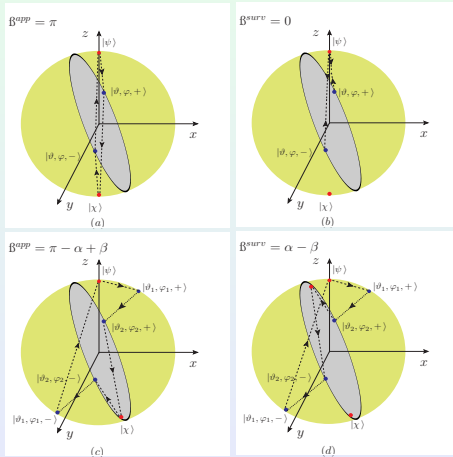 ß^app = π
z
|ψ⟩
|ϑ, φ, +⟩
x
|ϑ, φ, −⟩
y
|χ⟩
(a)
ß^surv = 0
z
|ψ⟩
|ϑ, φ, +⟩
x
|ϑ, φ, −⟩
y
|χ⟩
(b)
ß^app = π − α + β
z
|ψ⟩
|ϑ₁, φ₁, +⟩
|ϑ₂, φ₂, +⟩
x
|ϑ₂, φ₂, −⟩
|ϑ₁, φ₁, −⟩
y
|χ⟩
(c)
ß^surv = α − β
z
|ψ⟩
|ϑ₁, φ₁, +⟩
|ϑ₂, φ₂, +⟩
x
|ϑ₂, φ₂, −⟩
|ϑ₁, φ₁, −⟩
y
|χ⟩
(d)